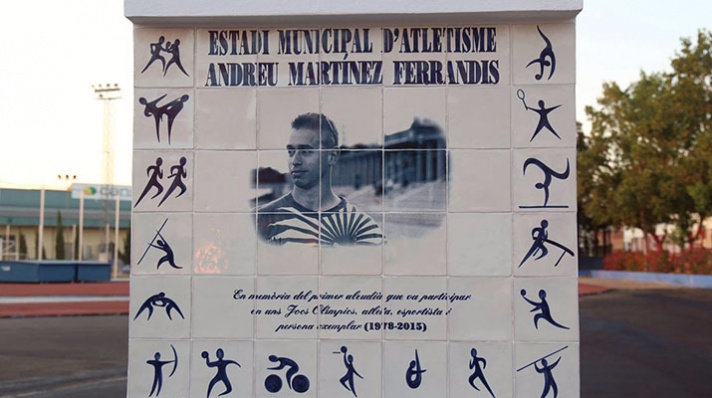 ESTADI MUNICIPAL D'ATLETISME
ANDREU MARTÍNEZ FERRANDIS
En memòria del primer alcudià que va participar
en uns Jocs Olímpics, atleta, esportista i
persona exemplar (1978-2015)